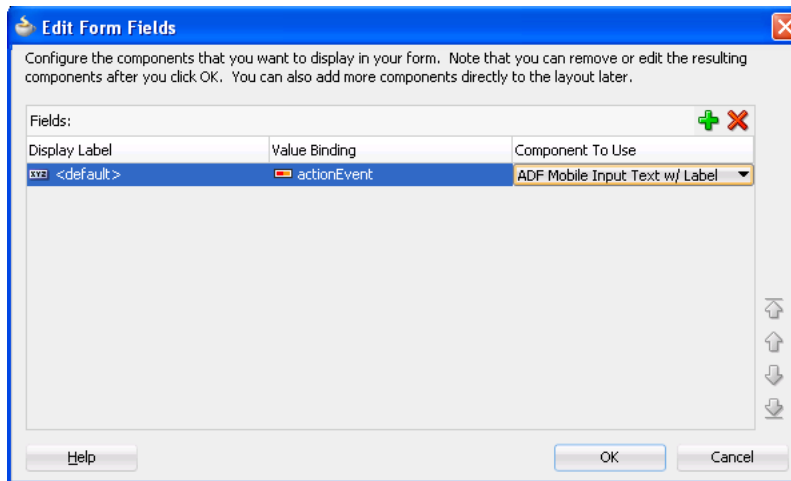 Edit Form Fields
Configure the components that you want to display in your form. Note that you can remove or edit the resulting
components after you click OK. You can also add more components directly to the layout later.
Fields:
Display Label Value Binding Component To Use
XYZ <default> actionEvent ADF Mobile Input Text w/ Label
Help OK Cancel